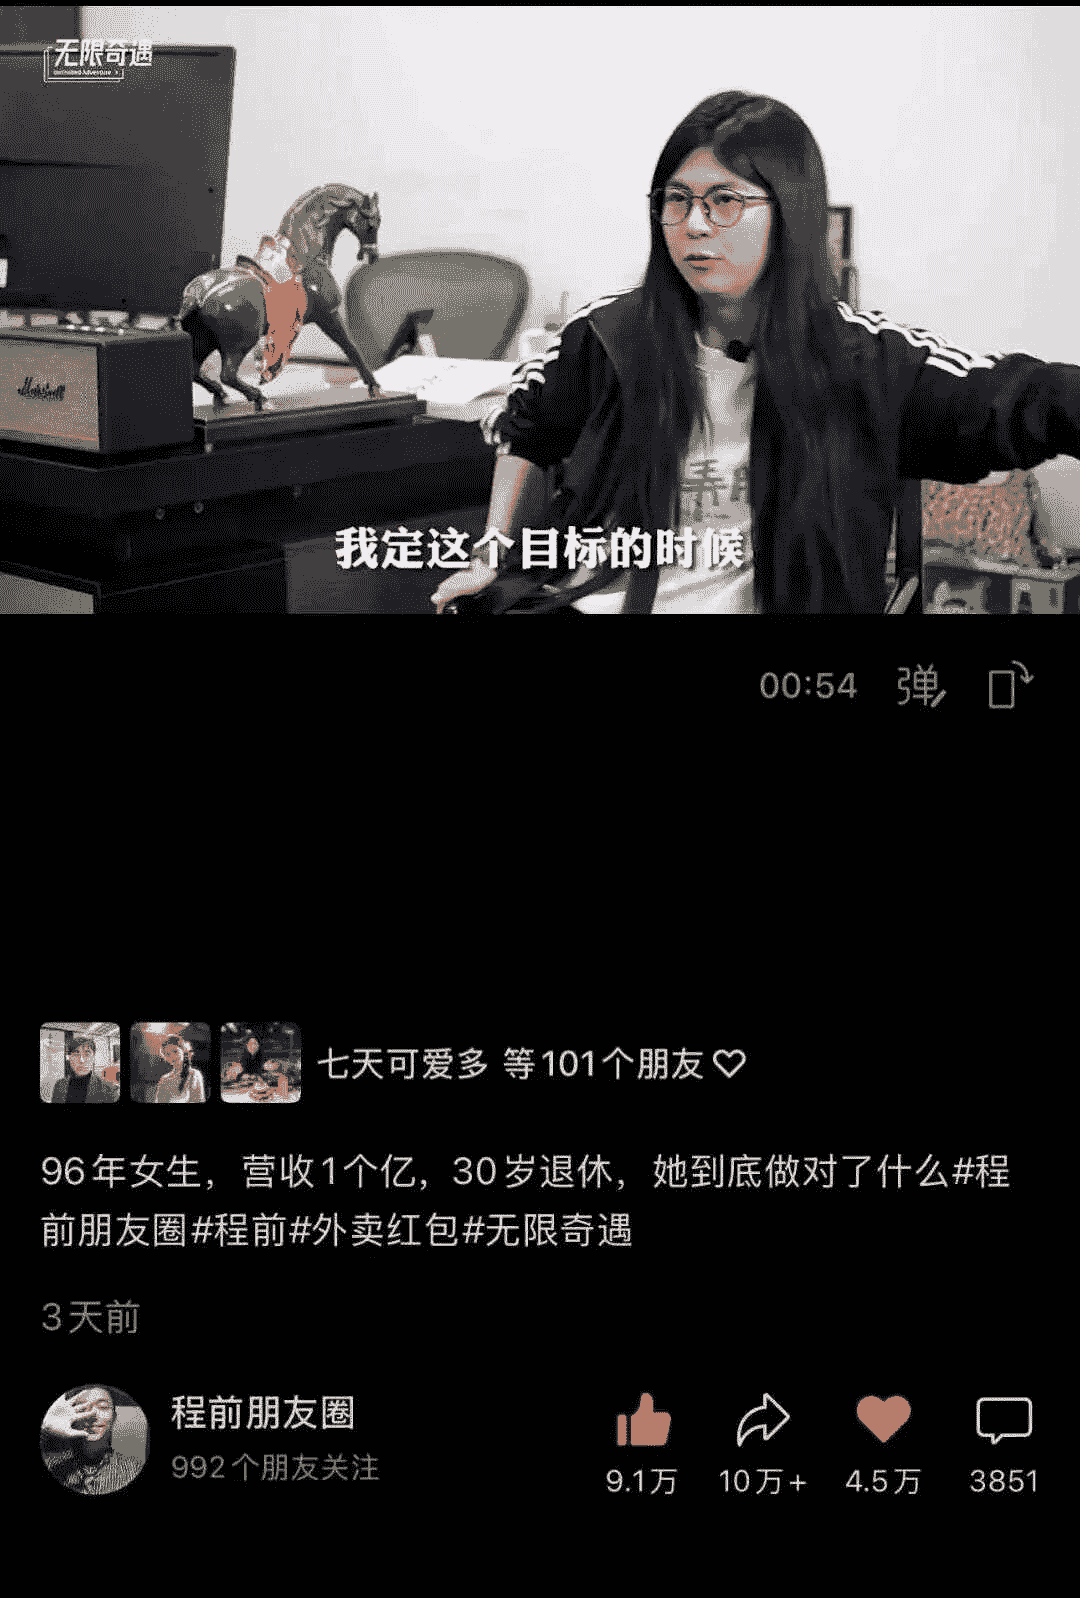 无限奇遇
Unlimited Adventure
Marshall
我定这个目标的时候
00:54 弹
七天可爱多 等101个朋友♡
96年女生，营收1个亿，30岁退休，她到底做对了什么#程
前朋友圈#程前#外卖红包#无限奇遇
3天前
程前朋友圈
992个朋友关注
9.1万 10万+ 4.5万 3851